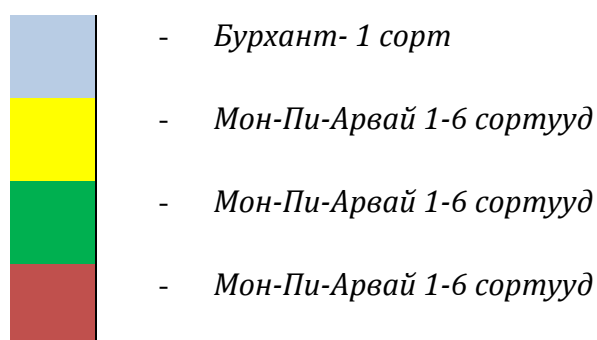 - Бурхант- 1 сорт
- Мон-Пи-Арвай 1-6 сортууд
- Мон-Пи-Арвай 1-6 сортууд
- Мон-Пи-Арвай 1-6 сортууд